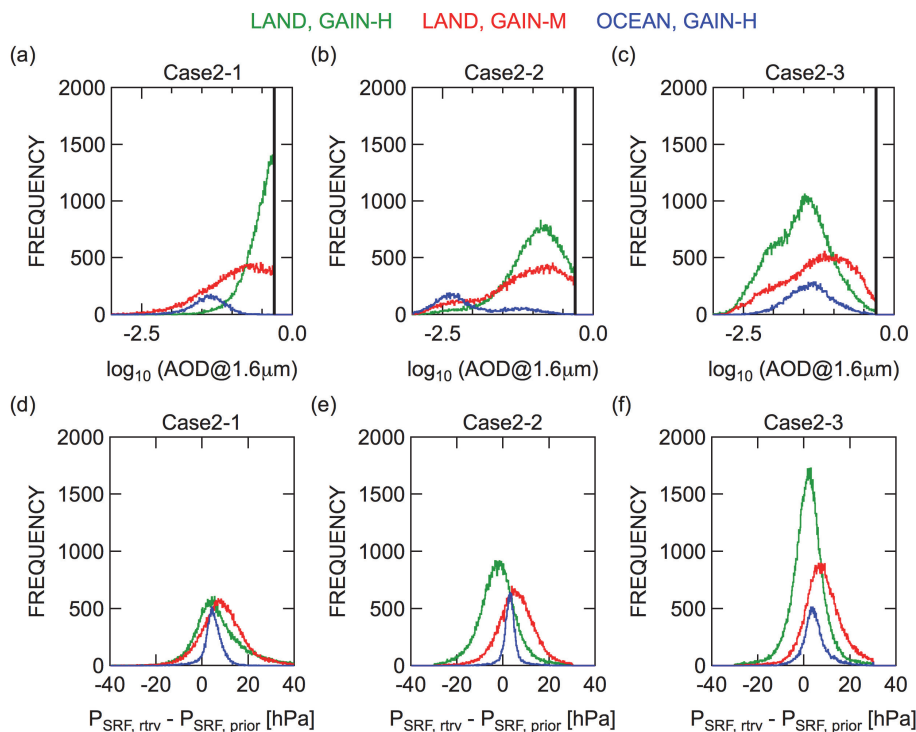 LAND, GAIN-H LAND, GAIN-M OCEAN, GAIN-H
(a) (b) (c)
Case2-1 Case2-2 Case2-3
2000 2000 2000
1500 1500 1500
1000 1000 1000
500 500 500
0 0 0
FREQUENCY FREQUENCY FREQUENCY
-2.5 0.0 -2.5 0.0 -2.5 0.0
log10 (AOD@1.6μm) log10 (AOD@1.6μm) log10 (AOD@1.6μm)
(d) (e) (f)
Case2-1 Case2-2 Case2-3
2000 2000 2000
1500 1500 1500
1000 1000 1000
500 500 500
0 0 0
FREQUENCY FREQUENCY FREQUENCY
-40 -20 0 20 40 -40 -20 0 20 40 -40 -20 0 20 40
PSRF, rtrv - PSRF, prior [hPa] PSRF, rtrv - PSRF, prior [hPa] PSRF, rtrv - PSRF, prior [hPa]